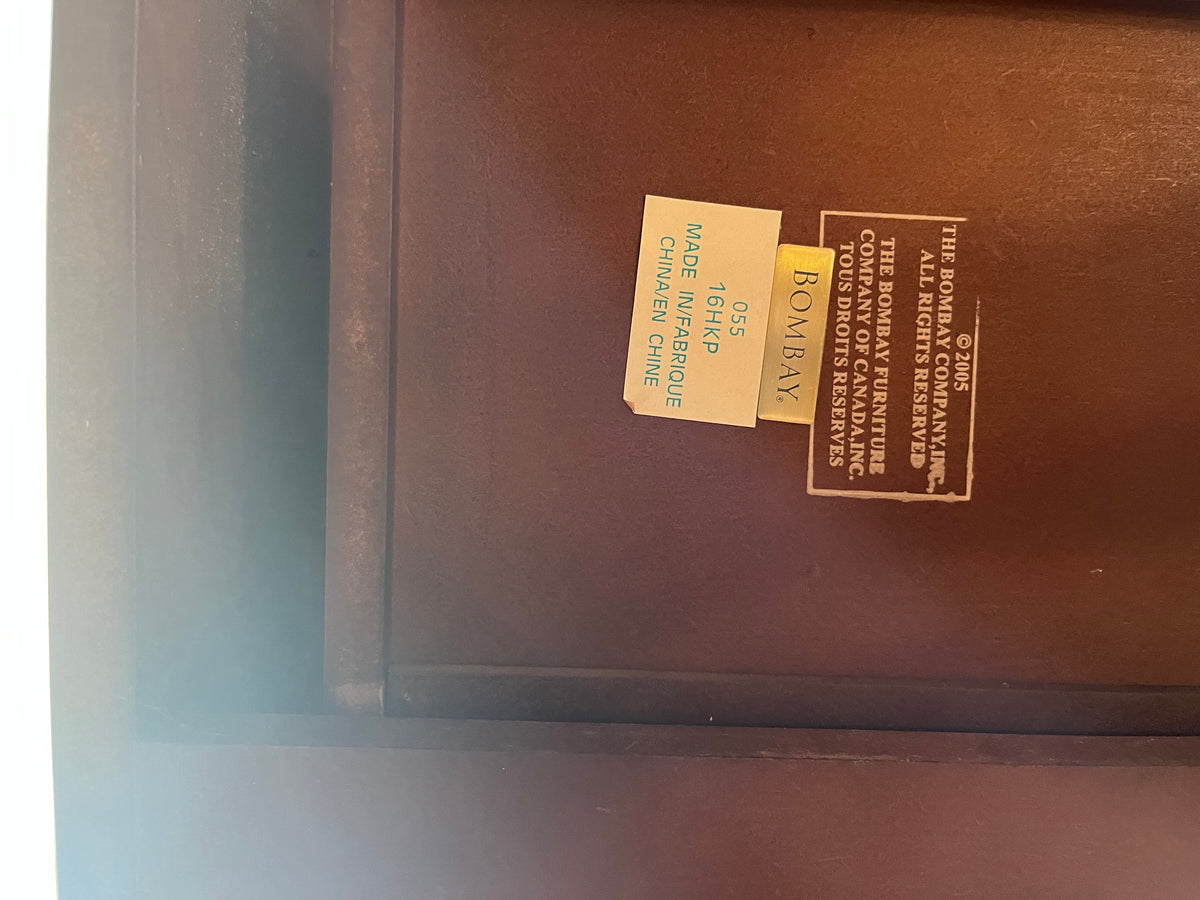 © 2005
THE BOMBAY COMPANY, INC.,
ALL RIGHTS RESERVED
THE BOMBAY FURNITURE
COMPANY OF CANADA,INC.
TOUS DROITS RESERVES
BOMBAY®
055
16HKP
MADE IN/FABRIQUE
CHINA/EN CHINE